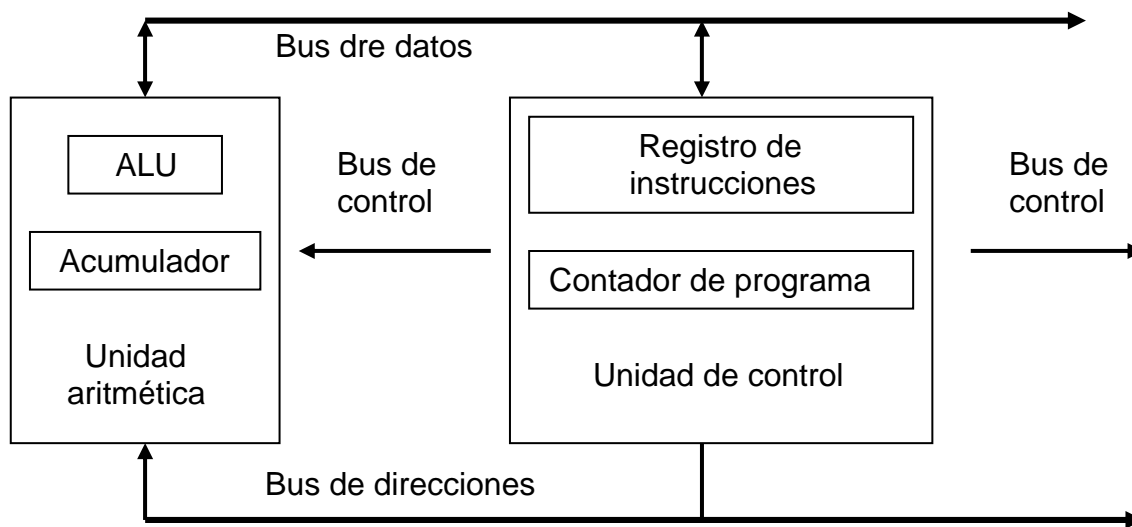 Bus dre datos
ALU
Acumulador
Unidad
aritmética
Bus de
control
Registro de
instrucciones
Contador de programa
Unidad de control
Bus de
control
Bus dre direcciones